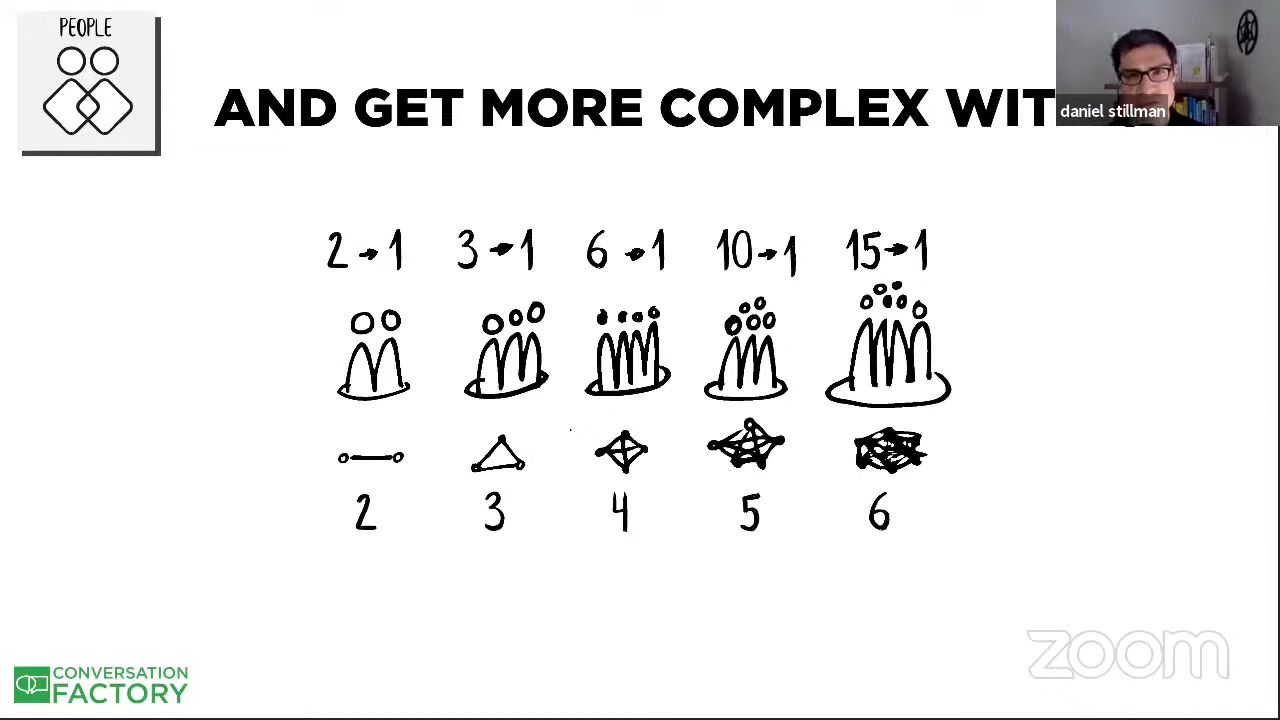 PEOPLE
AND GET MORE COMPLEX WIT
daniel stillman
2→1 3→1 6→1 10→1 15→1
2 3 4 5 6
CONVERSATION
FACTORY
zoom